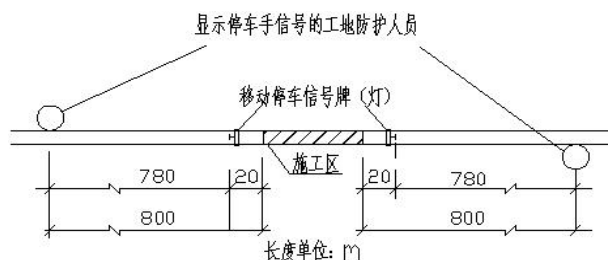 显示停车手信号的工地防护人员
移动停车信号牌（灯）
施工区
780 20 20 780
800 800
长度单位：m